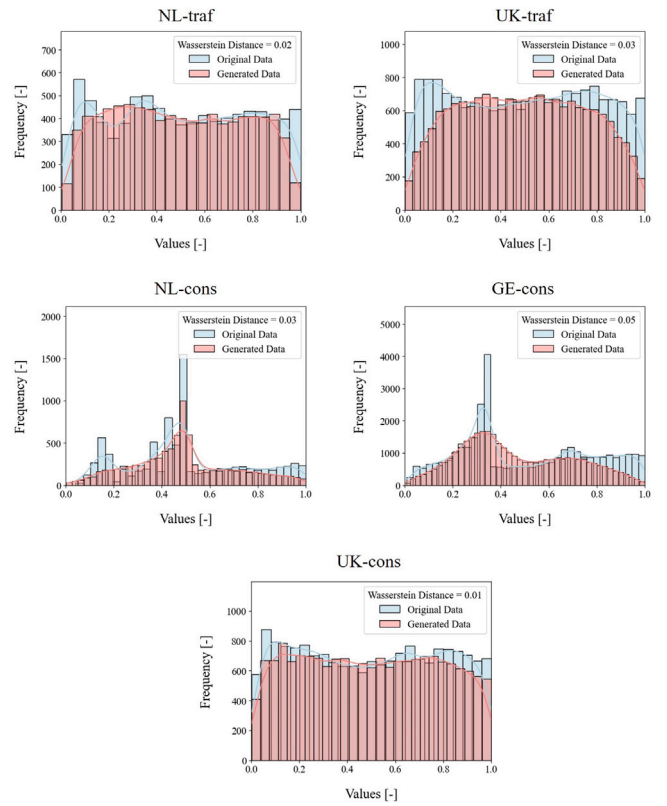 NL-traf
Wasserstein Distance = 0.02
Original Data
Generated Data
Frequency [-]
700
600
500
400
300
200
100
0
0.0 0.2 0.4 0.6 0.8 1.0
Values [-]
UK-traf
Wasserstein Distance = 0.03
Original Data
Generated Data
Frequency [-]
1000
800
600
400
200
0
0.0 0.2 0.4 0.6 0.8 1.0
Values [-]
NL-cons
Wasserstein Distance = 0.03
Original Data
Generated Data
Frequency [-]
2000
1500
1000
500
0
0.0 0.2 0.4 0.6 0.8 1.0
Values [-]
GE-cons
Wasserstein Distance = 0.05
Original Data
Generated Data
Frequency [-]
5000
4000
3000
2000
1000
0
0.0 0.2 0.4 0.6 0.8 1.0
Values [-]
UK-cons
Wasserstein Distance = 0.01
Original Data
Generated Data
Frequency [-]
1000
800
600
400
200
0
0.0 0.2 0.4 0.6 0.8 1.0
Values [-]